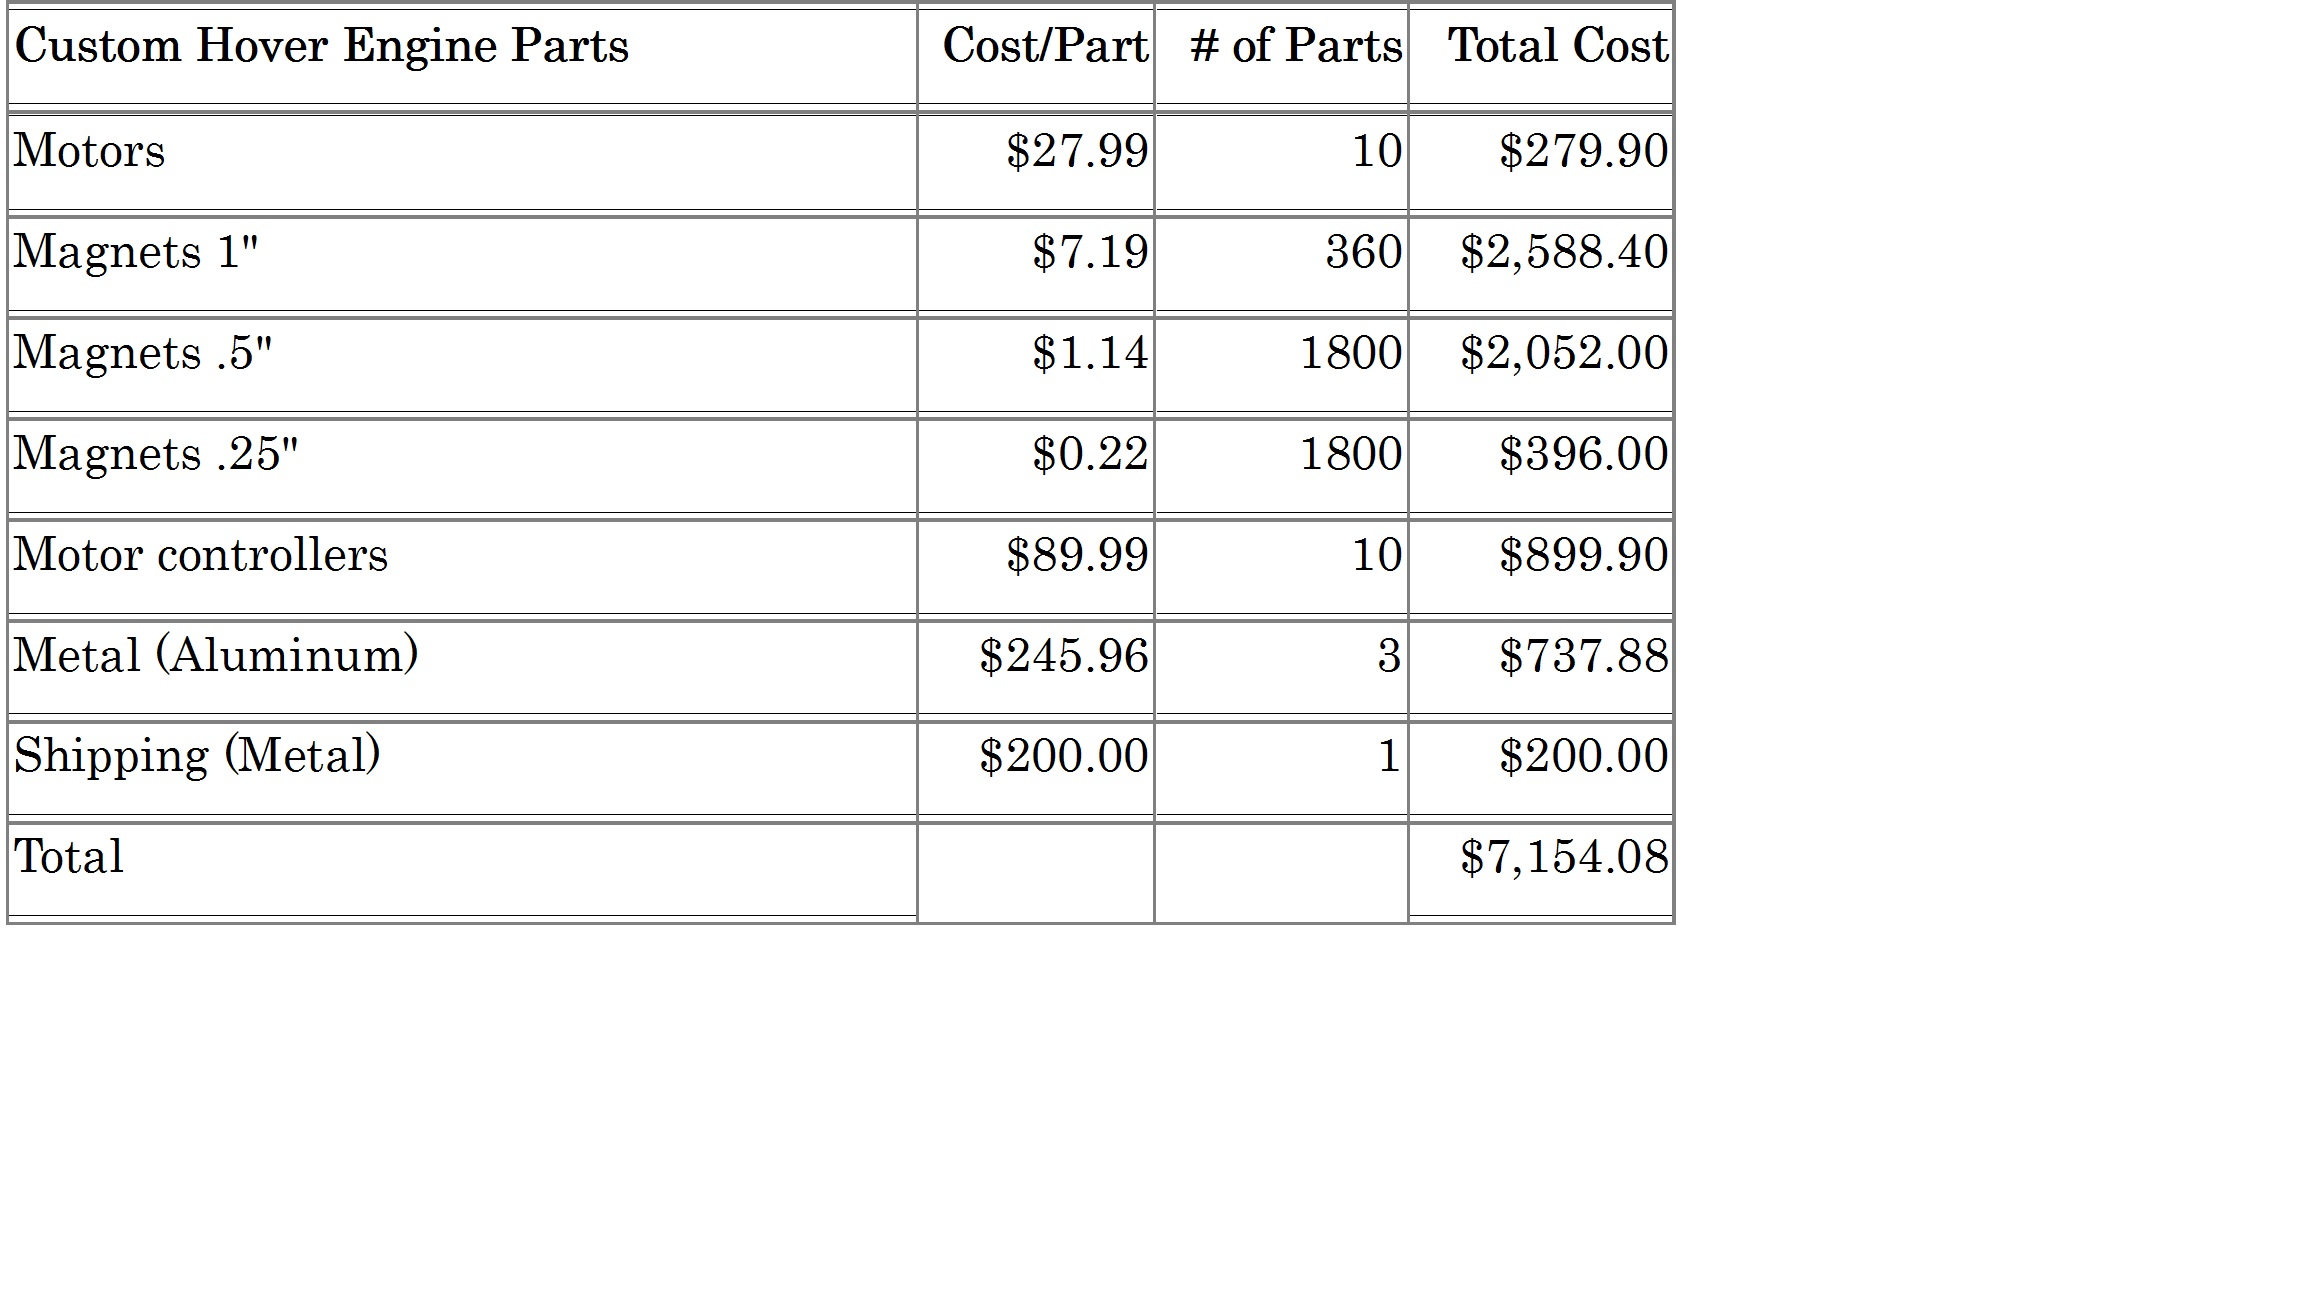 Custom Hover Engine Parts Cost/Part # of Parts Total Cost
Motors $27.99 10 $279.90
Magnets 1" $7.19 360 $2,588.40
Magnets .5" $1.14 1800 $2,052.00
Magnets .25" $0.22 1800 $396.00
Motor controllers $89.99 10 $899.90
Metal (Aluminum) $245.96 3 $737.88
Shipping (Metal) $200.00 1 $200.00
Total $7,154.08